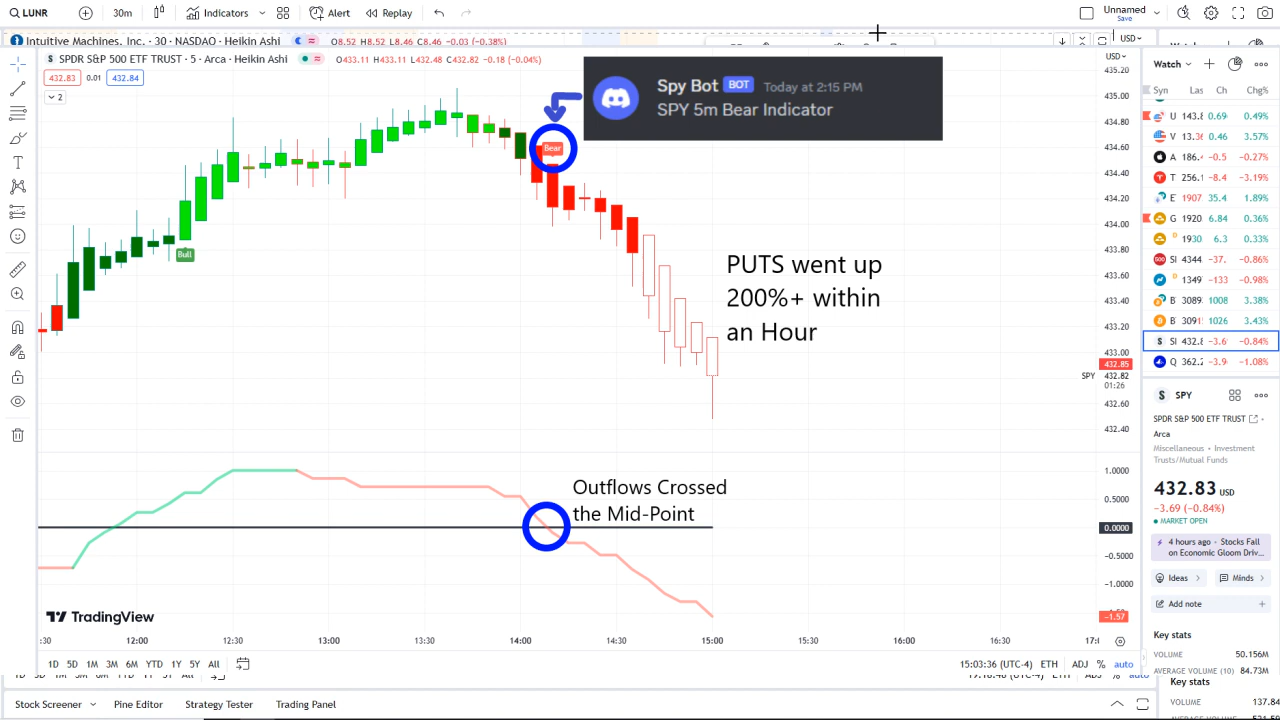 LUNR 30m Indicators Alert Replay Unnamed
Save
Intuitive Machines, Inc. · 30 · NASDAQ · Heikin Ashi O8.52 H8.52 L8.46 C8.46 −0.03 (−0.38%) USD
SPDR S&P 500 ETF TRUST · 5 · Arca · Heikin Ashi O433.11 H433.11 L432.48 C432.82 −0.18 (−0.04%) USD
432.83 0.01 432.84
2
Spy Bot BOT Today at 2:15 PM
SPY 5m Bear Indicator
Bear
Bull
PUTS went up
200%+ within
an Hour
Outflows Crossed
the Mid-Point
435.20
435.00
434.80
434.60
434.40
434.20
434.00
433.80
433.60
433.40
433.20
433.00
432.85
SPY 432.82
01:26
432.60
432.40
1.0000
0.5000
0.0000
−0.5000
−1.0000
−1.57
TradingView
:30 12:00 12:30 13:00 13:30 14:00 14:30 15:00 15:30 16:00 16:30
1D 5D 1M 3M 6M YTD 1Y 5Y All 15:03:36 (UTC-4) ETH ADJ % auto
Stock Screener Pine Editor Strategy Tester Trading Panel
Watch
Syn Las Ch Chg%
U 143.8 0.69 0.49%
V 13.36 0.46 3.57%
A 186.4 −0.5 −0.27%
T 256.1 −8.4 −3.19%
E 1907 35.4 1.89%
G 1920 6.84 0.36%
1930 6.3 0.33%
SI 4344 −37. −0.86%
1349 −133 −0.98%
B 3089 1008 3.38%
B 3091 1026 3.43%
SI 432.8 −3.6 −0.84%
Q 362.2 −3.9 −1.08%
SPY
SPDR S&P 500 ETF TRUST
Arca
Miscellaneous • Investment
Trusts/Mutual Funds
432.83 USD
−3.69 (−0.84%)
MARKET OPEN
4 hours ago · Stocks Fall
on Economic Gloom Driv...
Ideas Minds
Add note
Key stats
VOLUME 50.156M
AVERAGE VOLUME (10) 84.73M
Key stats
VOLUME 137.84